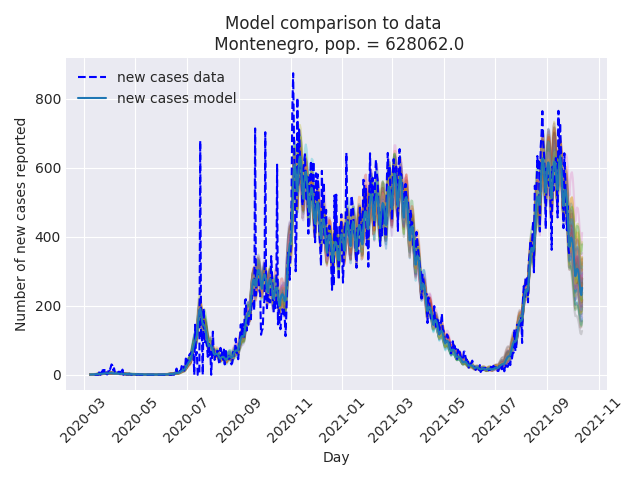 Model comparison to data
Montenegro, pop. = 628062.0
new cases data
new cases model
Number of new cases reported
800
600
400
200
0
2020-03
2020-05
2020-07
2020-09
2020-11
2021-01
2021-03
2021-05
2021-07
2021-09
2021-11
Day